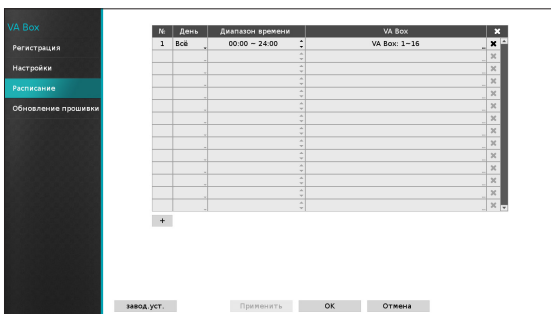 VA Box
Регистрация
Настройки
Расписание
Обновление прошивки
№ День Диапазон времени VA Box
1 Всё 00:00 ~ 24:00 VA Box: 1~16
+
завод.уст. Применить OK Отмена